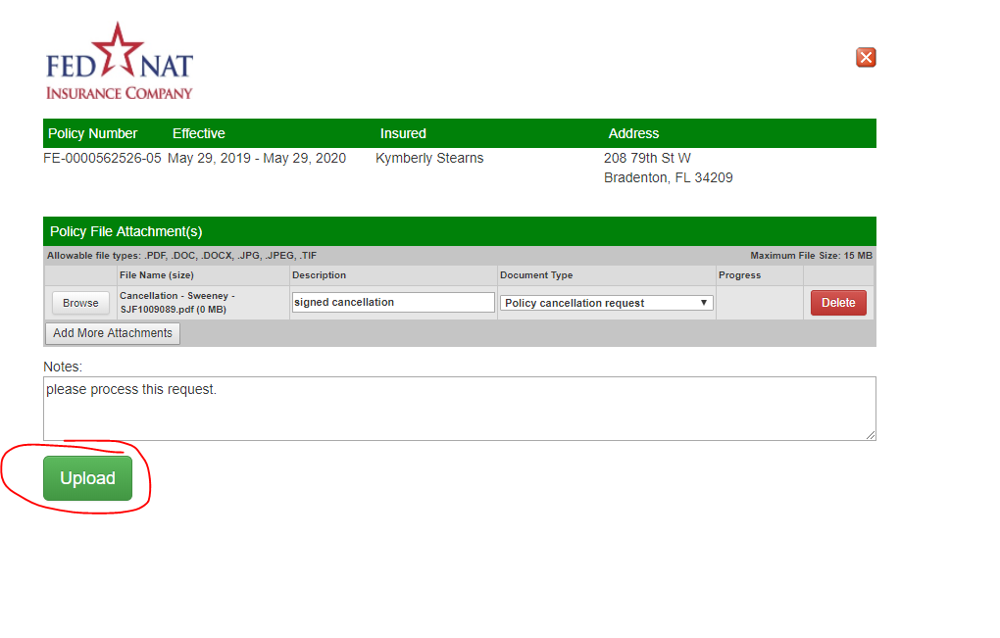 FED NAT
INSURANCE COMPANY
Policy Number Effective Insured Address
FE-0000562526-05 May 29, 2019 - May 29, 2020 Kymberly Stearns 208 79th St W
Bradenton, FL 34209
Policy File Attachment(s)
Allowable file types: .PDF, .DOC, .DOCX, .JPG, .JPEG, .TIF Maximum File Size: 15 MB
File Name (size) Description Document Type Progress
Browse Cancellation - Sweeney - signed cancellation Policy cancellation request Delete
SJF1009089.pdf (0 MB)
Add More Attachments
Notes:
please process this request.
Upload